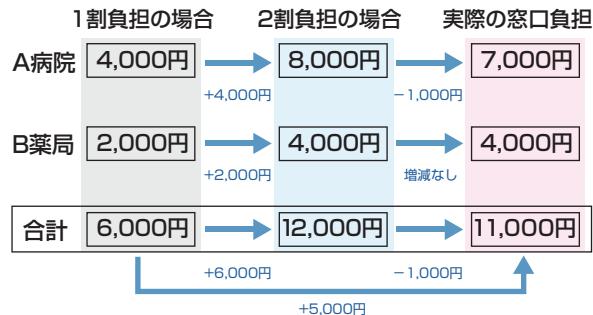 1割負担の場合 2割負担の場合 実際の窓口負担
A病院 4,000円 8,000円 7,000円
+4,000円 －1,000円
B薬局 2,000円 4,000円 4,000円
+2,000円 増減なし
合計 6,000円 12,000円 11,000円
+6,000円 －1,000円
+5,000円